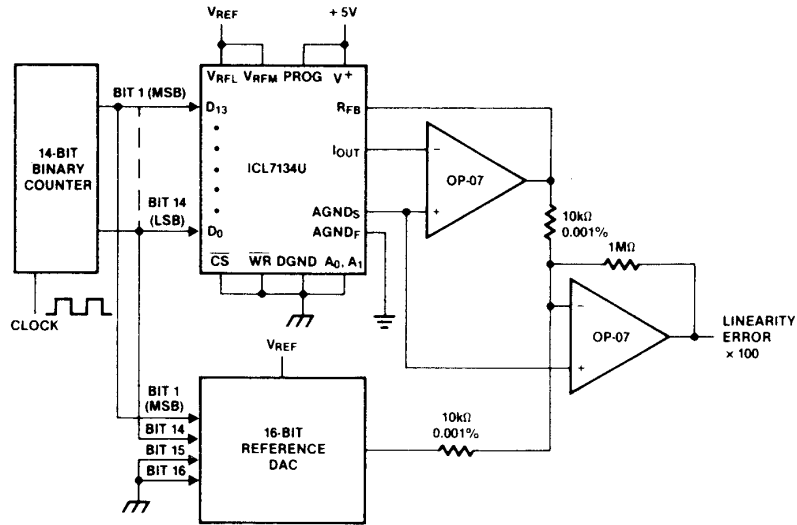 VREF
+ 5V
VRFL VRFM PROG V+
BIT 1 (MSB)
D13
RFB
14-BIT
BINARY
COUNTER
ICL7134U
IOUT
−
OP-07
+
BIT 14
(LSB)
D0
AGNDS
AGNDF
10kΩ
0.001%
1MΩ
CS WR DGND A0, A1
CLOCK
−
OP-07
+
LINEARITY
ERROR
× 100
VREF
BIT 1
(MSB)
BIT 14
BIT 15
BIT 16
16-BIT
REFERENCE
DAC
10kΩ
0.001%